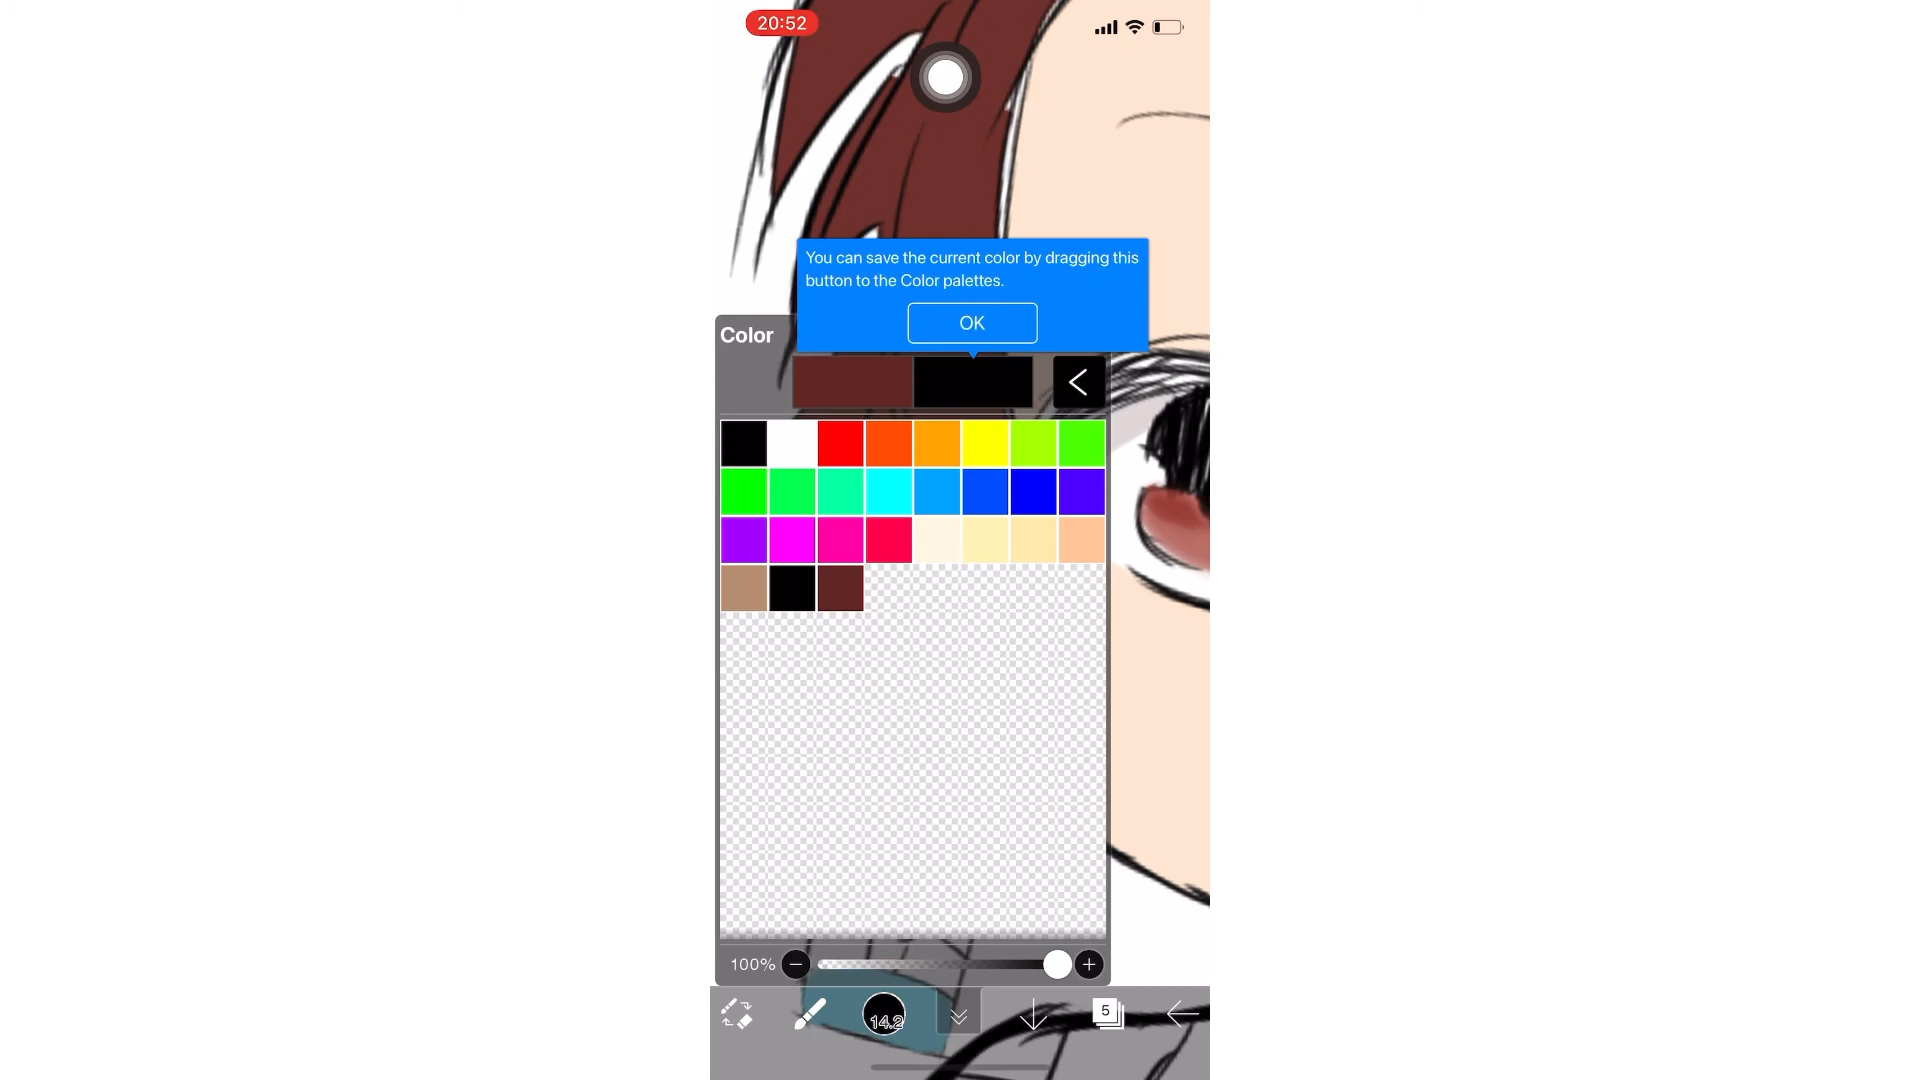 20:52
You can save the current color by dragging this
button to the Color palettes.
OK
Color
100%
14.2
5